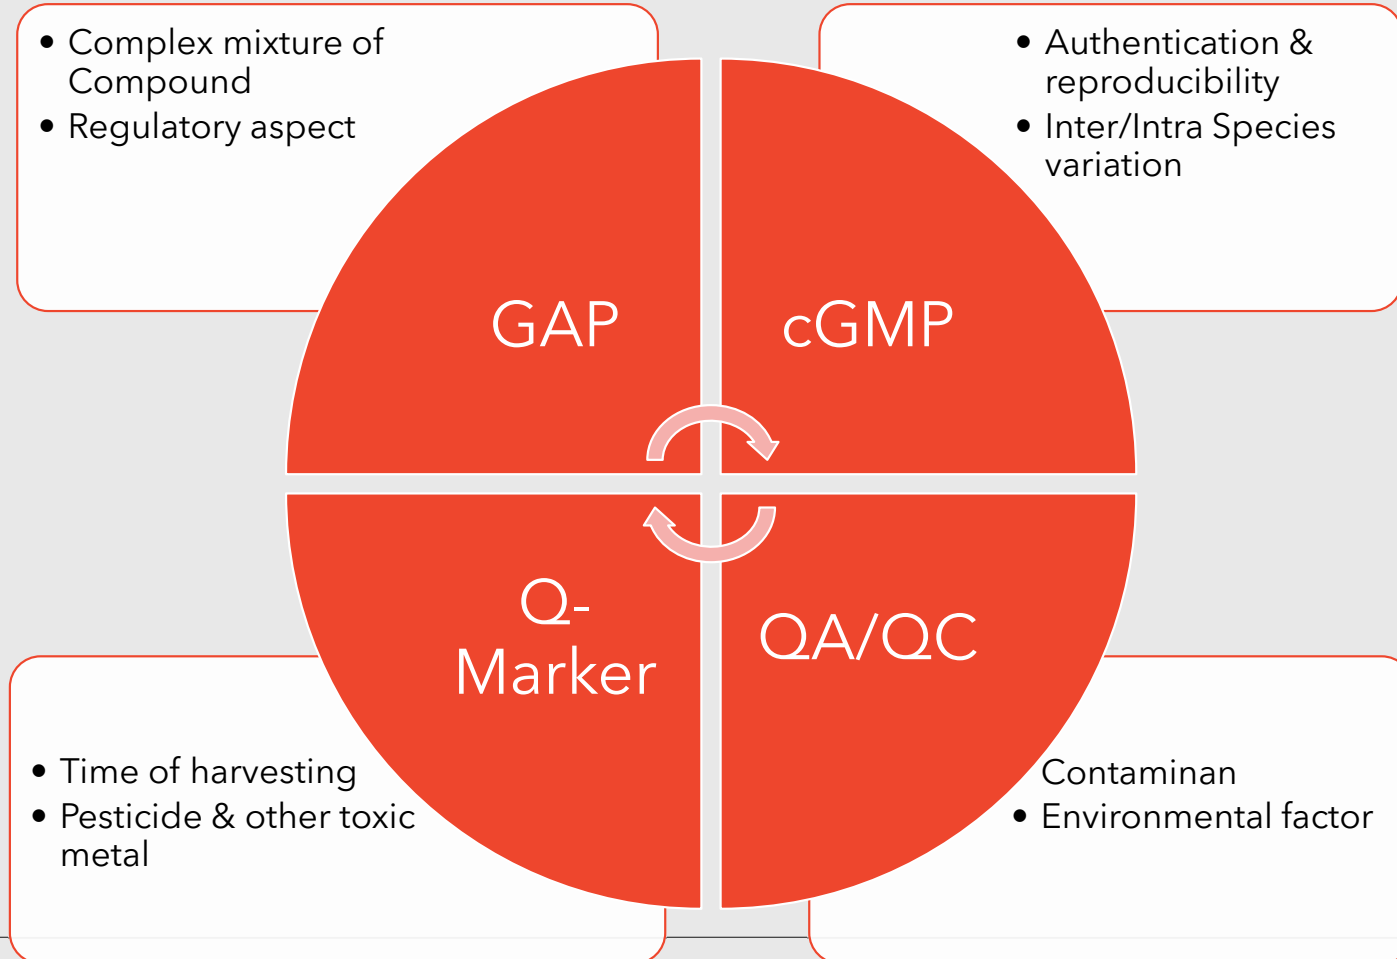 • Complex mixture of
Compound
• Regulatory aspect
• Authentication &
reproducibility
• Inter/Intra Species
variation
GAP
cGMP
Q-
Marker
QA/QC
• Time of harvesting
• Pesticide & other toxic
metal
Contaminan
• Environmental factor